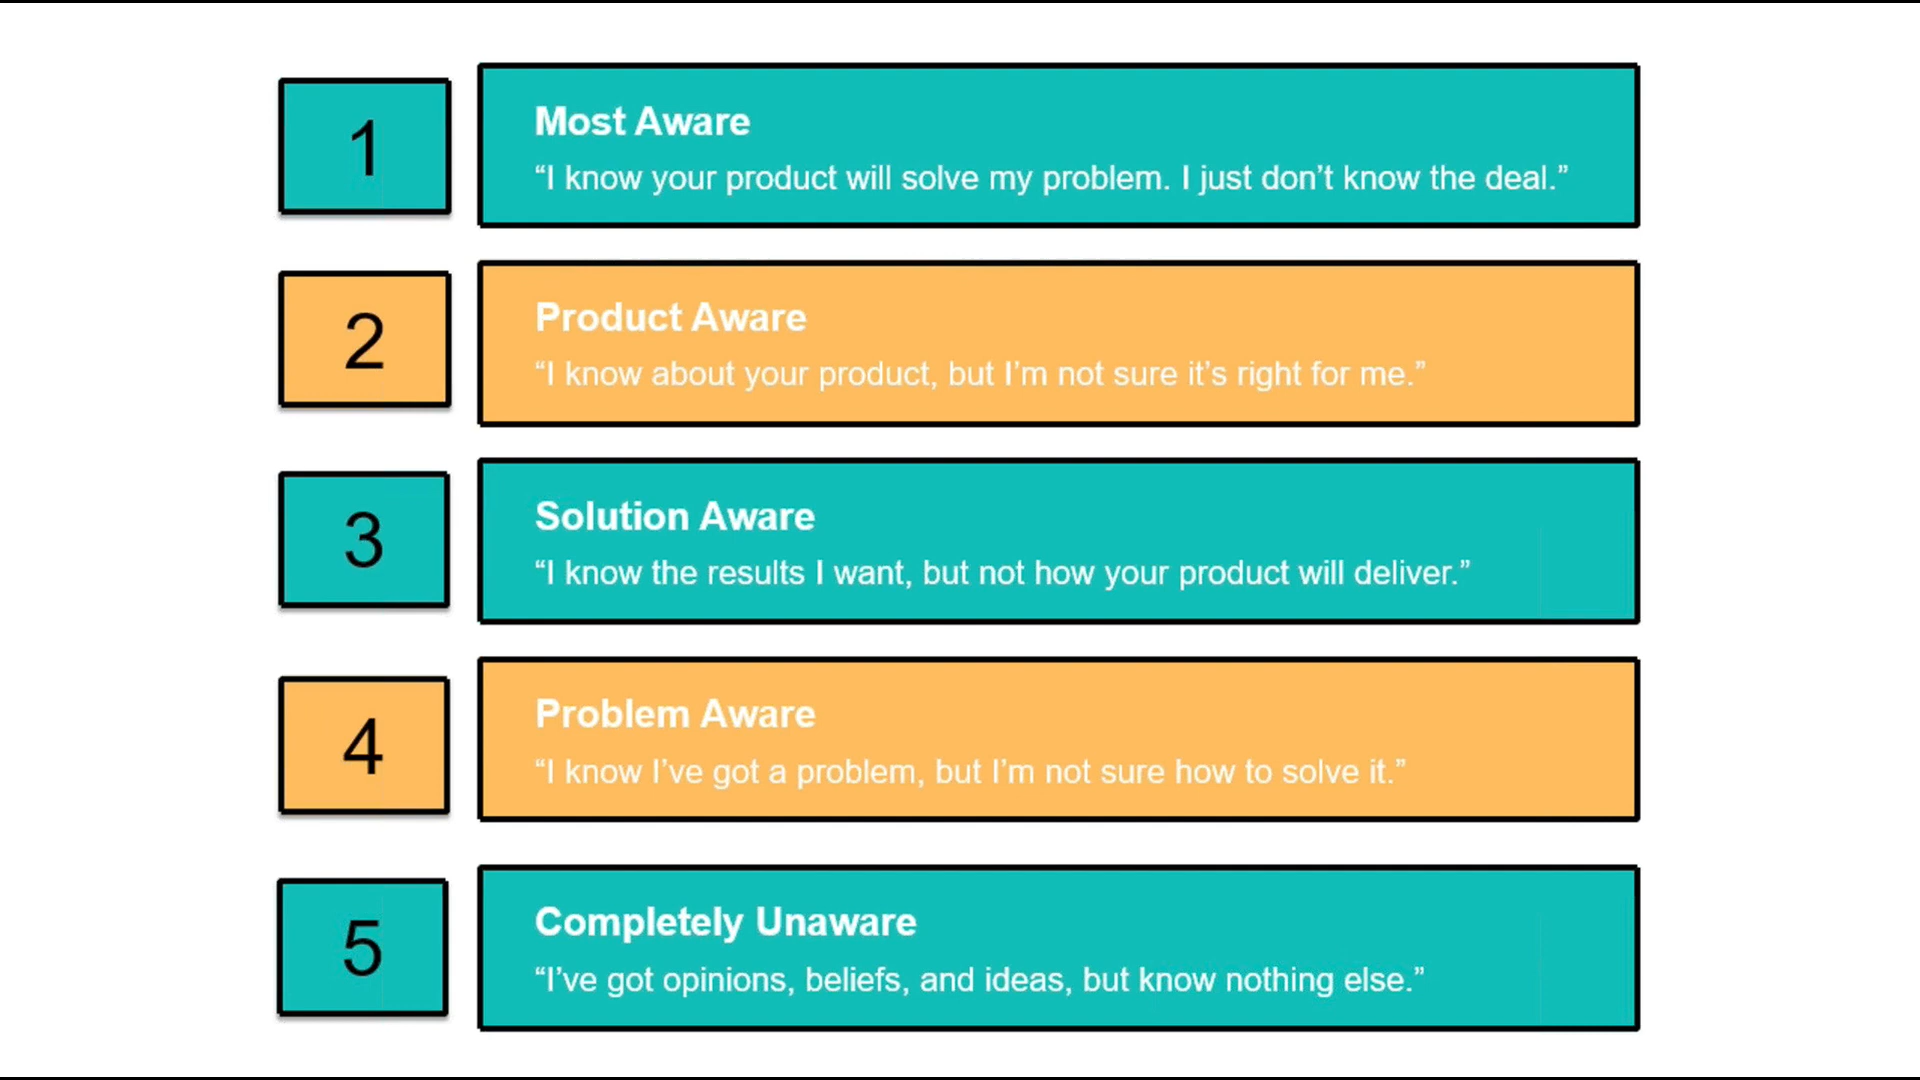 1
Most Aware
“I know your product will solve my problem. I just don’t know the deal.”
2
Product Aware
“I know about your product, but I’m not sure it’s right for me.”
3
Solution Aware
“I know the results I want, but not how your product will deliver.”
4
Problem Aware
“I know I’ve got a problem, but I’m not sure how to solve it.”
5
Completely Unaware
“I’ve got opinions, beliefs, and ideas, but know nothing else.”